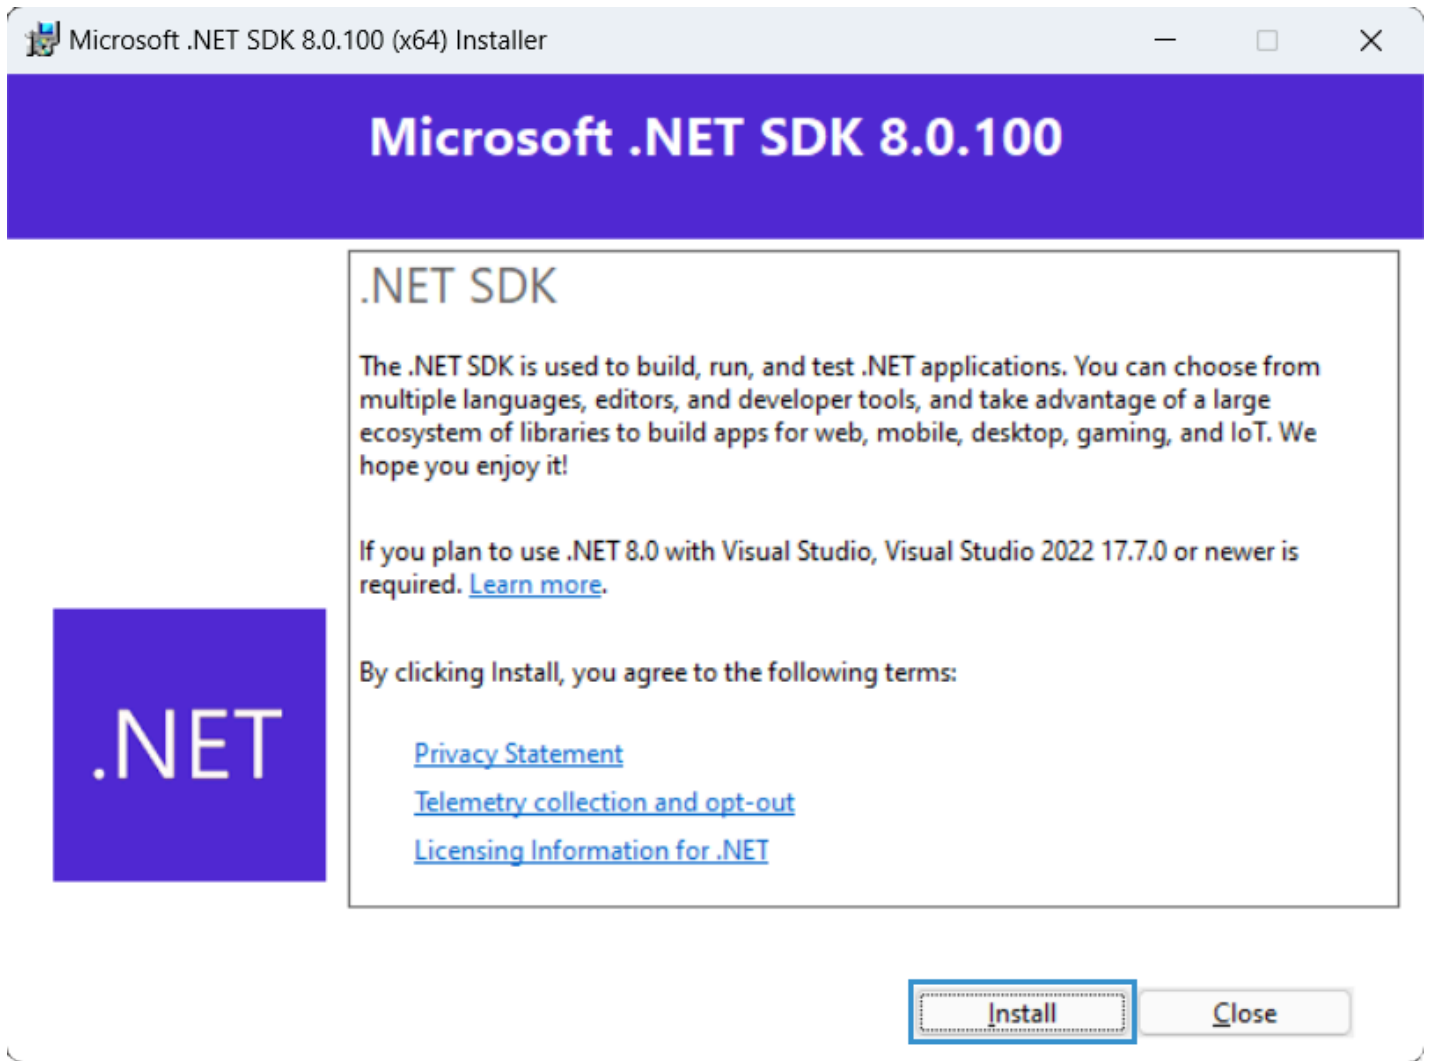 Microsoft .NET SDK 8.0.100 (x64) Installer
Microsoft .NET SDK 8.0.100
.NET SDK
The .NET SDK is used to build, run, and test .NET applications. You can choose from
multiple languages, editors, and developer tools, and take advantage of a large
ecosystem of libraries to build apps for web, mobile, desktop, gaming, and IoT. We
hope you enjoy it!
If you plan to use .NET 8.0 with Visual Studio, Visual Studio 2022 17.7.0 or newer is
required. Learn more.
By clicking Install, you agree to the following terms:
Privacy Statement
Telemetry collection and opt-out
Licensing Information for .NET
.NET
Install
Close